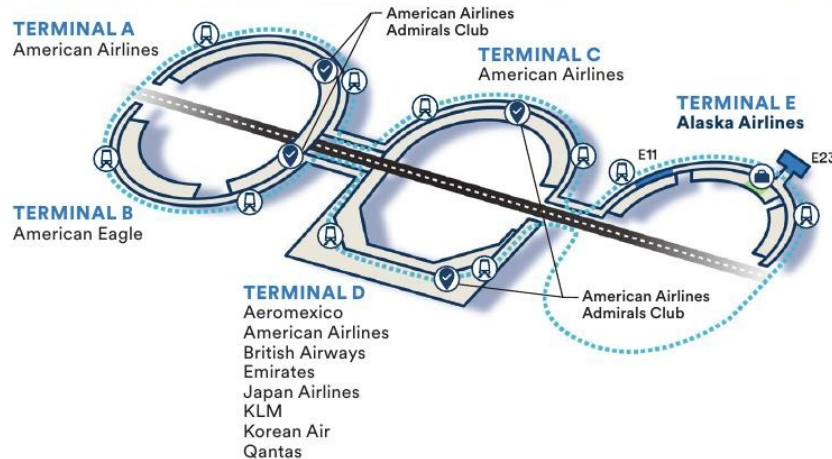 TERMINAL A
American Airlines
American Airlines
Admirals Club
TERMINAL C
American Airlines
TERMINAL E
Alaska Airlines
E11
E23
TERMINAL B
American Eagle
TERMINAL D
Aeromexico
American Airlines
British Airways
Emirates
Japan Airlines
KLM
Korean Air
Qantas
American Airlines
Admirals Club